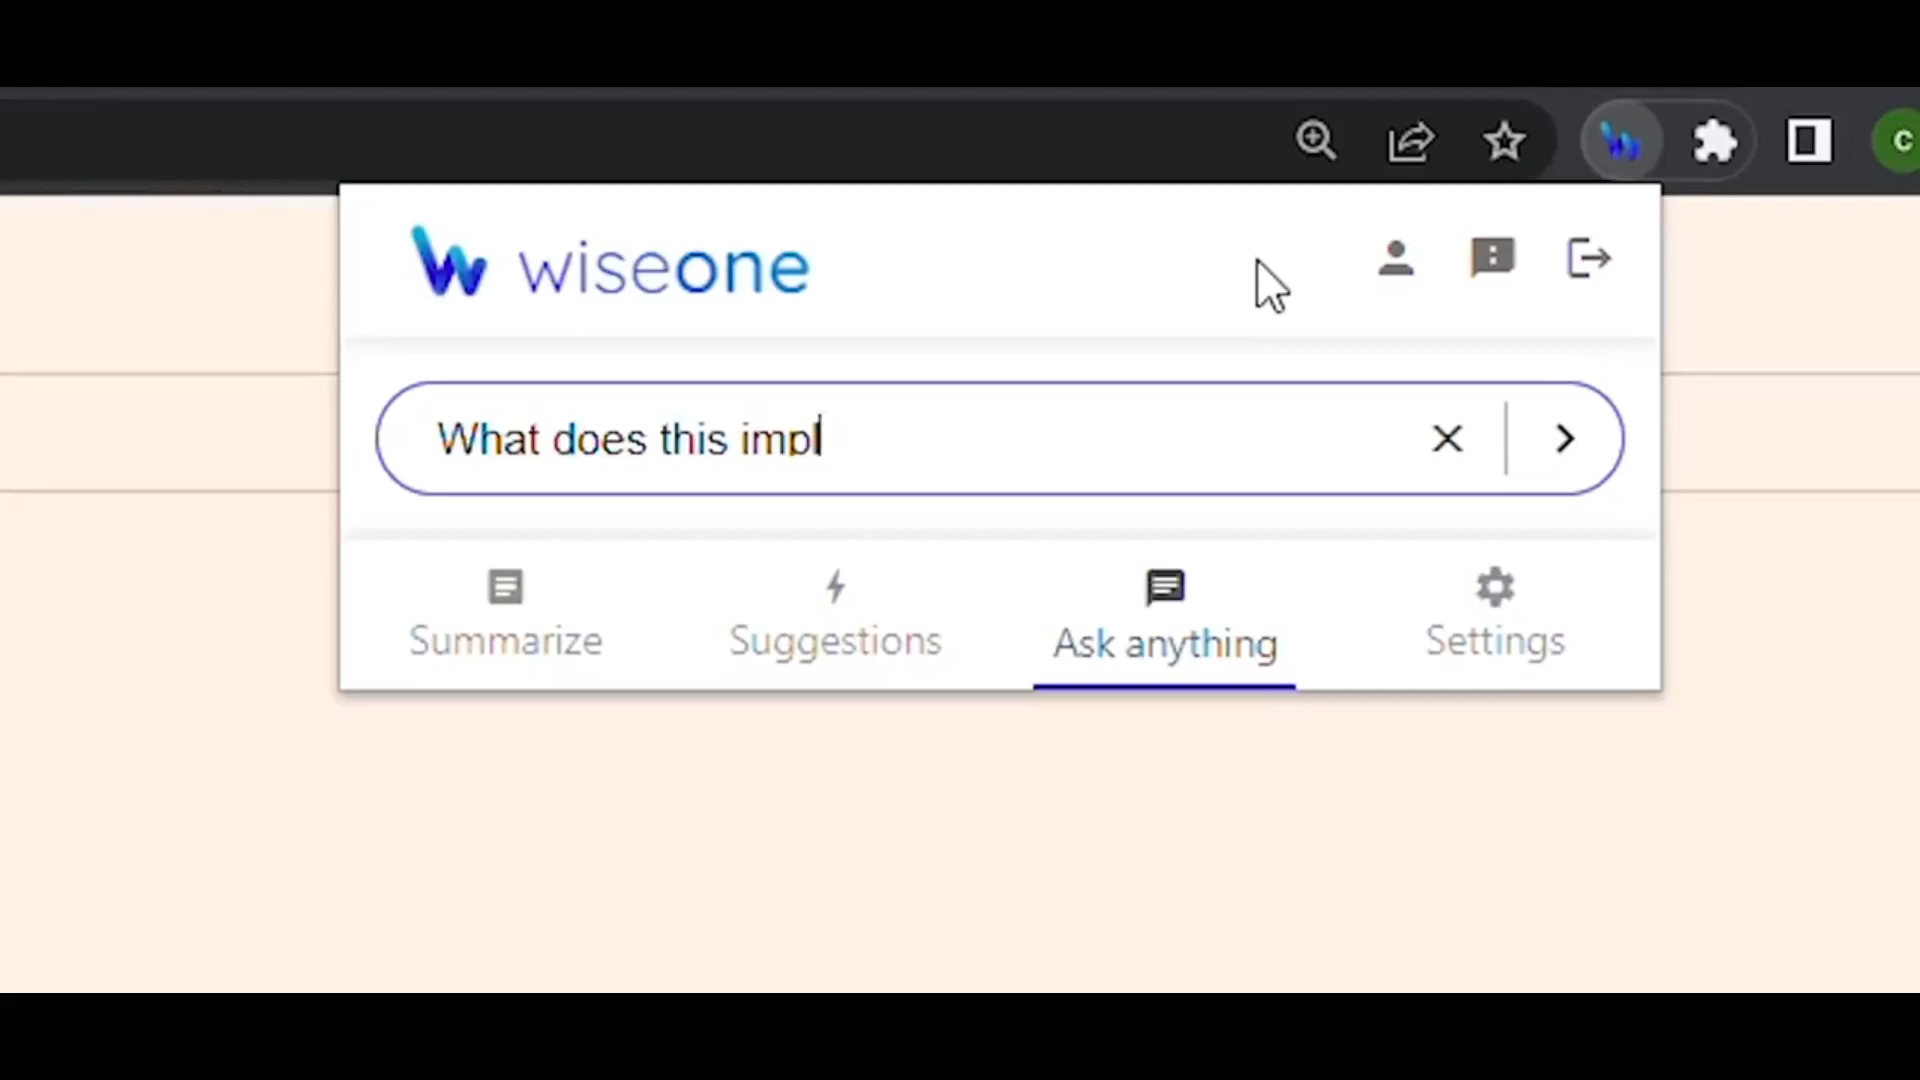 C
wiseone
What does this impl
Summarize
Suggestions
Ask anything
Settings